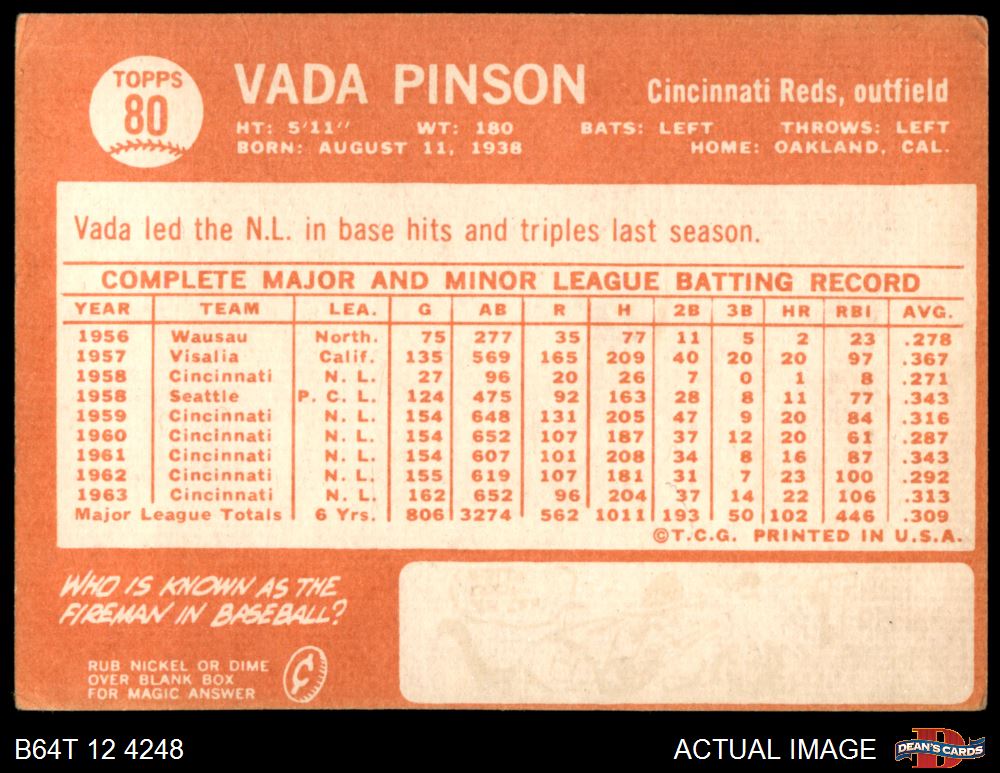 TOPPS
80
VADA PINSON
Cincinnati Reds, outfield
HT: 5'11" WT: 180 BATS: LEFT THROWS: LEFT
BORN: AUGUST 11, 1938 HOME: OAKLAND, CAL.
Vada led the N.L. in base hits and triples last season.
COMPLETE MAJOR AND MINOR LEAGUE BATTING RECORD
YEAR TEAM LEA. G AB R H 2B 3B HR RBI AVG.
1956 Wausau North. 75 277 35 77 11 5 2 23 .278
1957 Visalia Calif. 135 569 165 209 40 20 20 97 .367
1958 Cincinnati N. L. 27 96 20 26 7 0 1 8 .271
1958 Seattle P. C. L. 124 475 92 163 28 8 11 77 .343
1959 Cincinnati N. L. 154 648 131 205 47 9 20 84 .316
1960 Cincinnati N. L. 154 652 107 187 37 12 20 61 .287
1961 Cincinnati N. L. 154 607 101 208 34 8 16 87 .343
1962 Cincinnati N. L. 155 619 107 181 31 7 23 100 .292
1963 Cincinnati N. L. 162 652 96 204 37 14 22 106 .313
Major League Totals 6 Yrs. 806 3274 562 1011 193 50 102 446 .309
©T.C.G. PRINTED IN U.S.A.
WHO IS KNOWN AS THE
FIREMAN IN BASEBALL?
RUB NICKEL OR DIME
OVER BLANK BOX
FOR MAGIC ANSWER
B64T 12 4248
ACTUAL IMAGE
DEAN'S CARDS